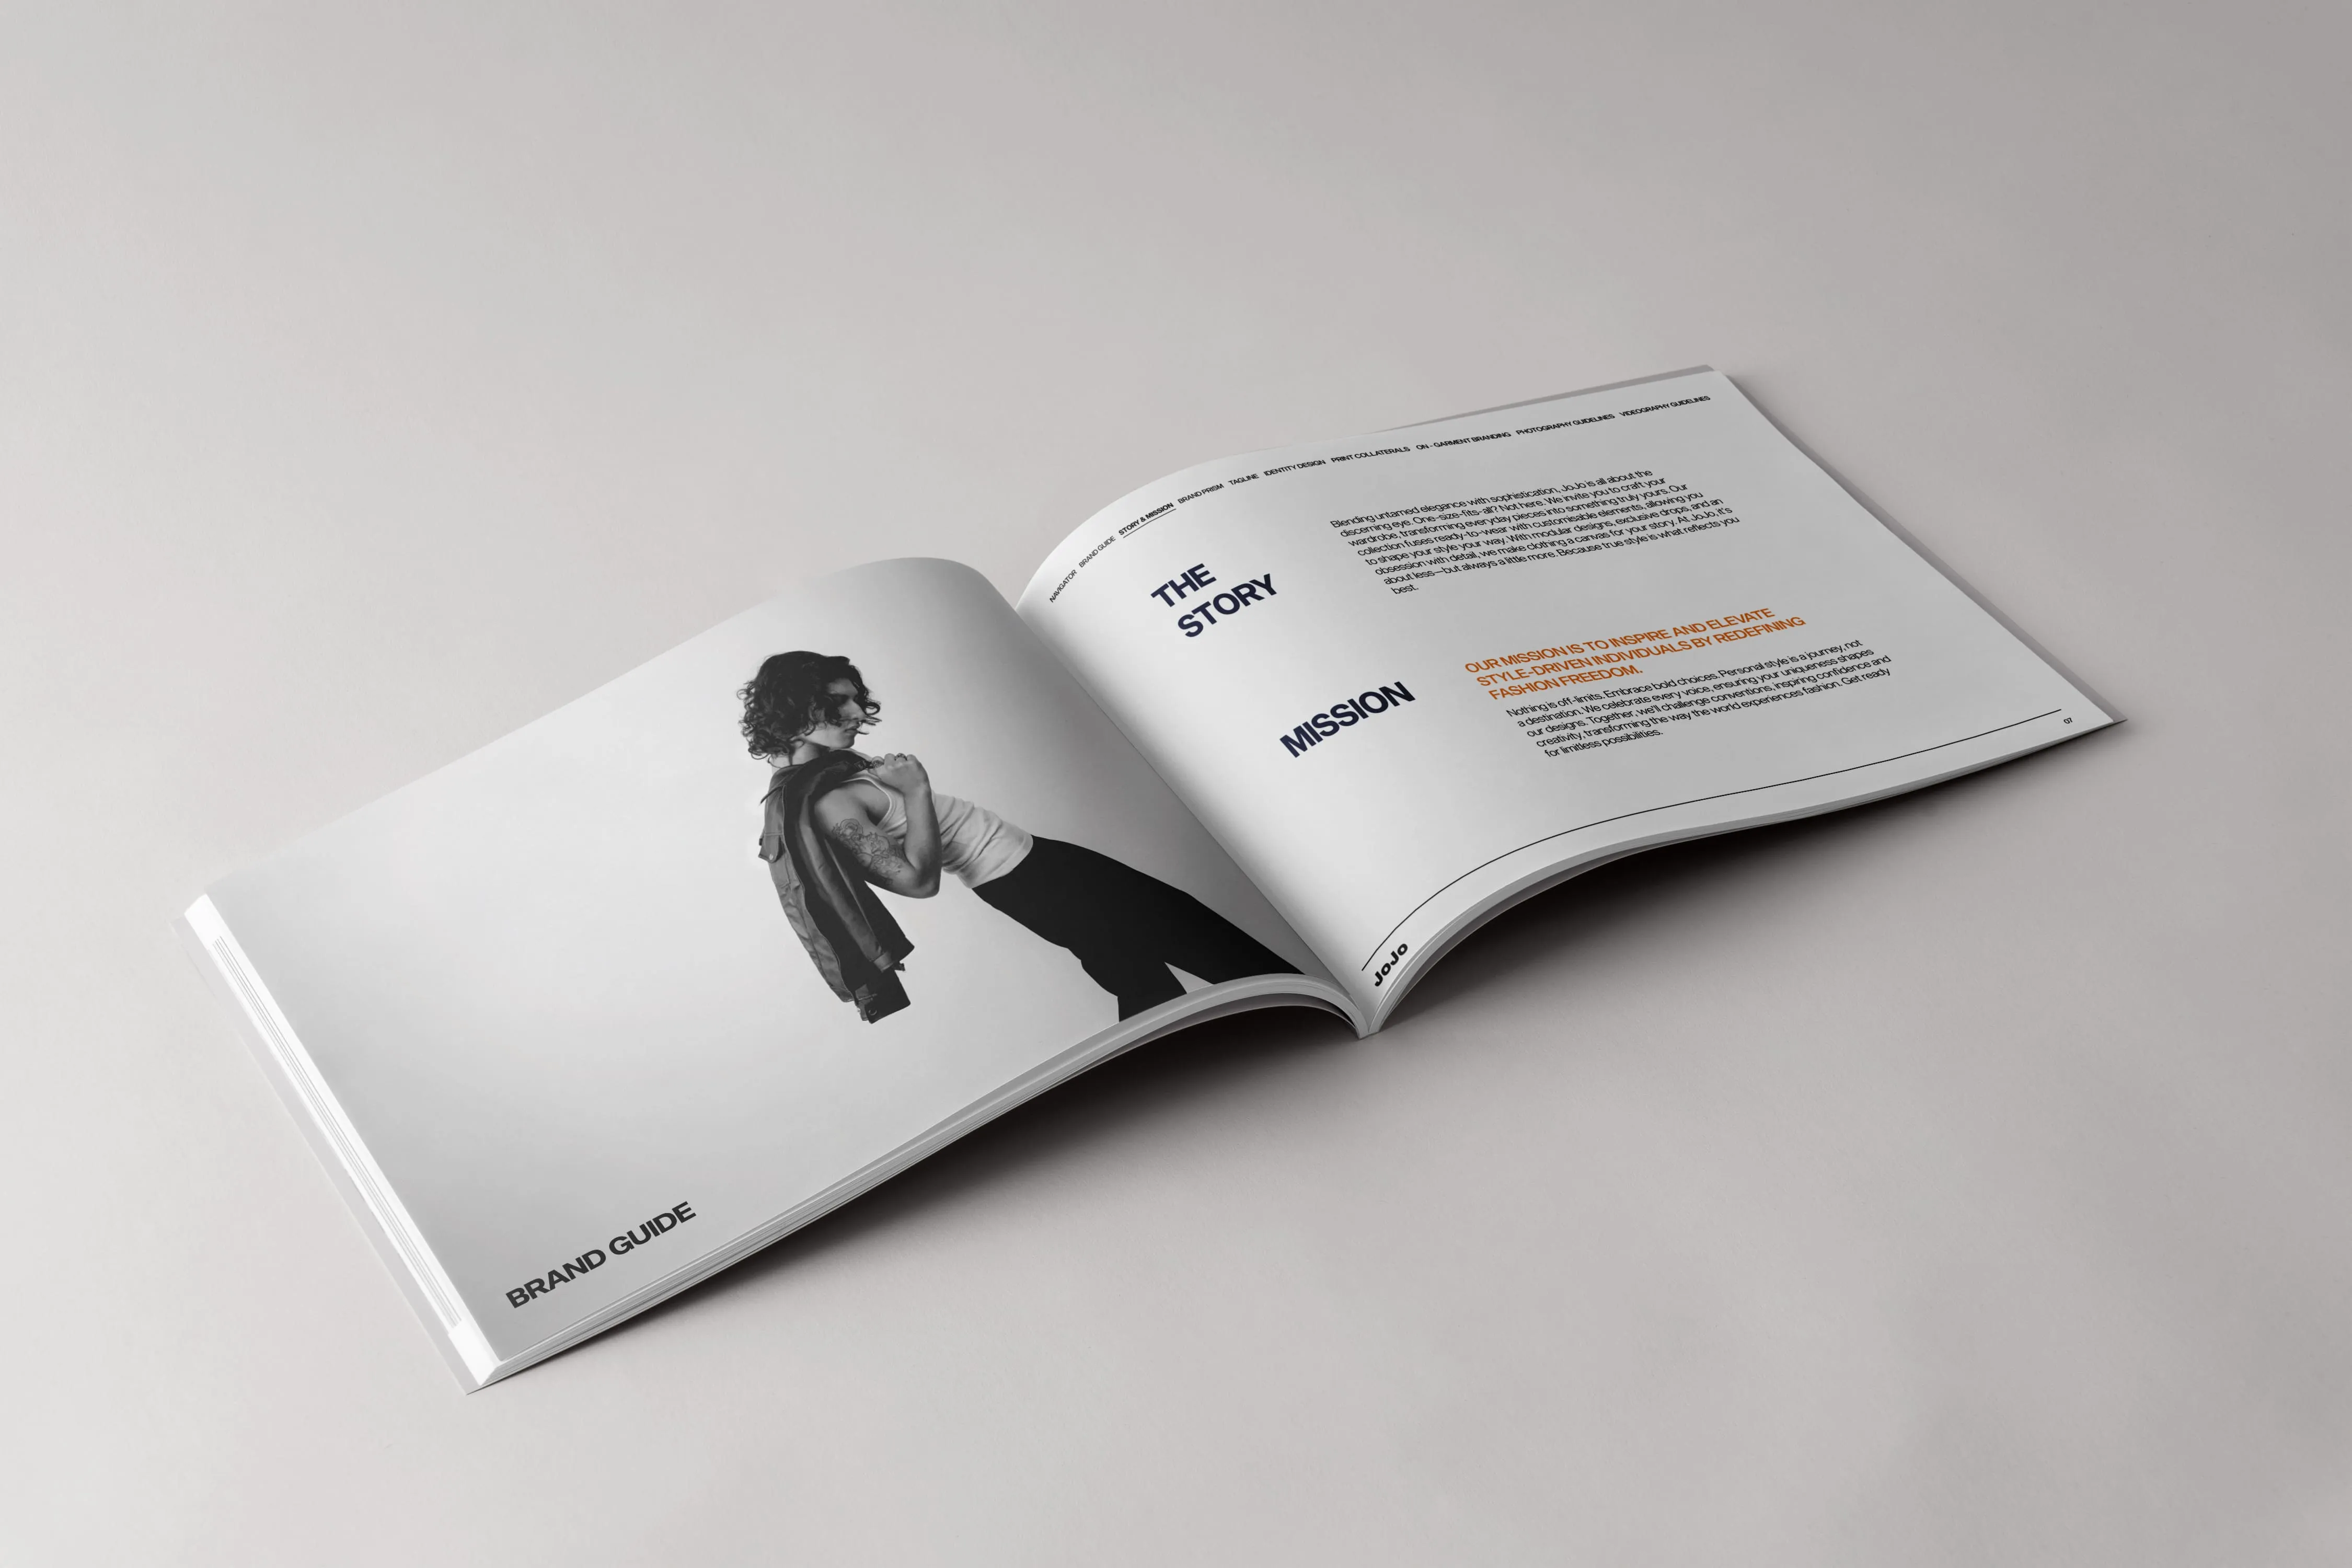 BRAND GUIDE
NAVIGATOR BRAND GUIDE STORY & MISSION BRAND PRISM TAGLINE IDENTITY DESIGN PRINT COLLATERALS ON - GARMENT BRANDING PHOTOGRAPHY GUIDELINES VIDEOGRAPHY GUIDELINES
THE
STORY
Blending untamed elegance with sophistication, JoJo is all about the
discerning eye. One-size-fits-all? Not here. We invite you to craft your
wardrobe, transforming everyday pieces into something truly yours. Our
collection fuses ready-to-wear with customisable elements, allowing you
to shape your style your way. With modular designs, exclusive drops, and an
obsession with detail, we make clothing a canvas for your story. At JoJo, it's
about less—but always a little more. Because true style is what reflects you
best.
MISSION
OUR MISSION IS TO INSPIRE AND ELEVATE
STYLE-DRIVEN INDIVIDUALS BY REDEFINING
FASHION FREEDOM.
Nothing is off-limits. Embrace bold choices. Personal style is a journey, not
a destination. We celebrate every voice, ensuring your uniqueness shapes
our designs. Together, we'll challenge conventions, inspiring confidence and
creativity, transforming the way the world experiences fashion. Get ready
for limitless possibilities.
JoJo
07